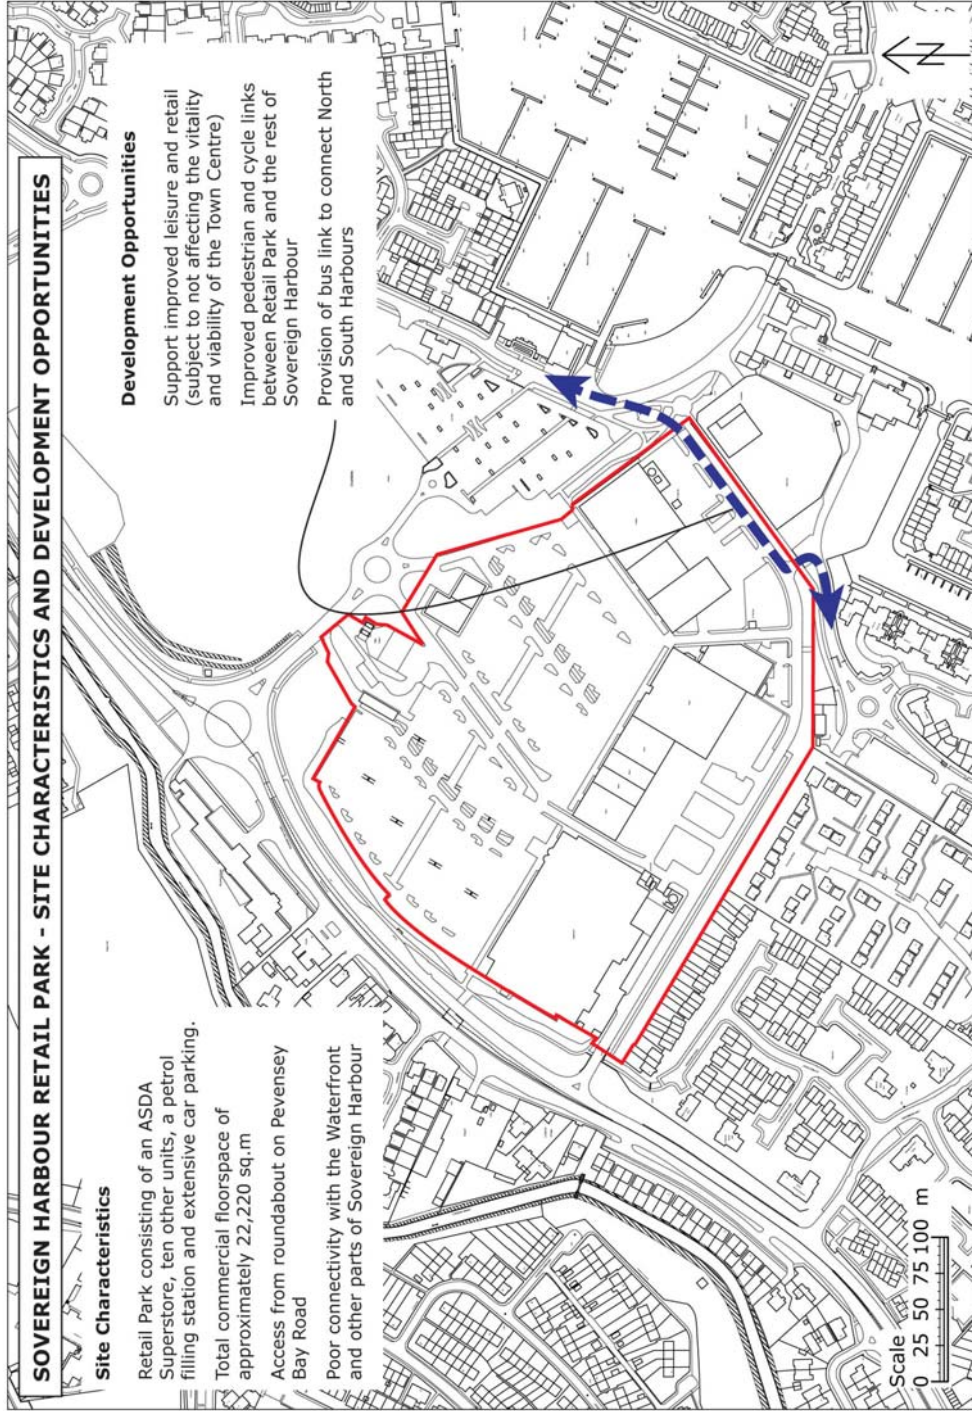 SOVEREIGN HARBOUR RETAIL PARK - SITE CHARACTERISTICS AND DEVELOPMENT OPPORTUNITIES
Site Characteristics
Retail Park consisting of an ASDA
Superstore, ten other units, a petrol
filling station and extensive car parking.
Total commercial floorspace of
approximately 22,220 sq.m
Access from roundabout on Pevensey
Bay Road
Poor connectivity with the Waterfront
and other parts of Sovereign Harbour
Development Opportunities
Support improved leisure and retail
(subject to not affecting the vitality
and viability of the Town Centre)
Improved pedestrian and cycle links
between Retail Park and the rest of
Sovereign Harbour
Provision of bus link to connect North
and South Harbours
Scale
0 25 50 75 100 m
N